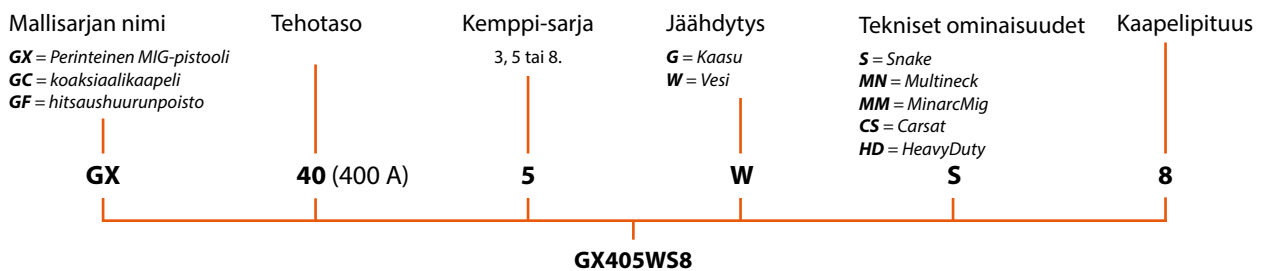 Mallisarjan nimi
GX = Perinteinen MIG-pistooli
GC = koaksiaalikaapeli
GF = hitsaushuurunpoisto
Tehotaso
Kemppi-sarja
3, 5 tai 8.
Jäähdytys
G = Kaasu
W = Vesi
Tekniset ominaisuudet
S = Snake
MN = Multineck
MM = MinarcMig
CS = Carsat
HD = HeavyDuty
Kaapelipituus
GX
40 (400 A)
5
W
S
8
GX405WS8